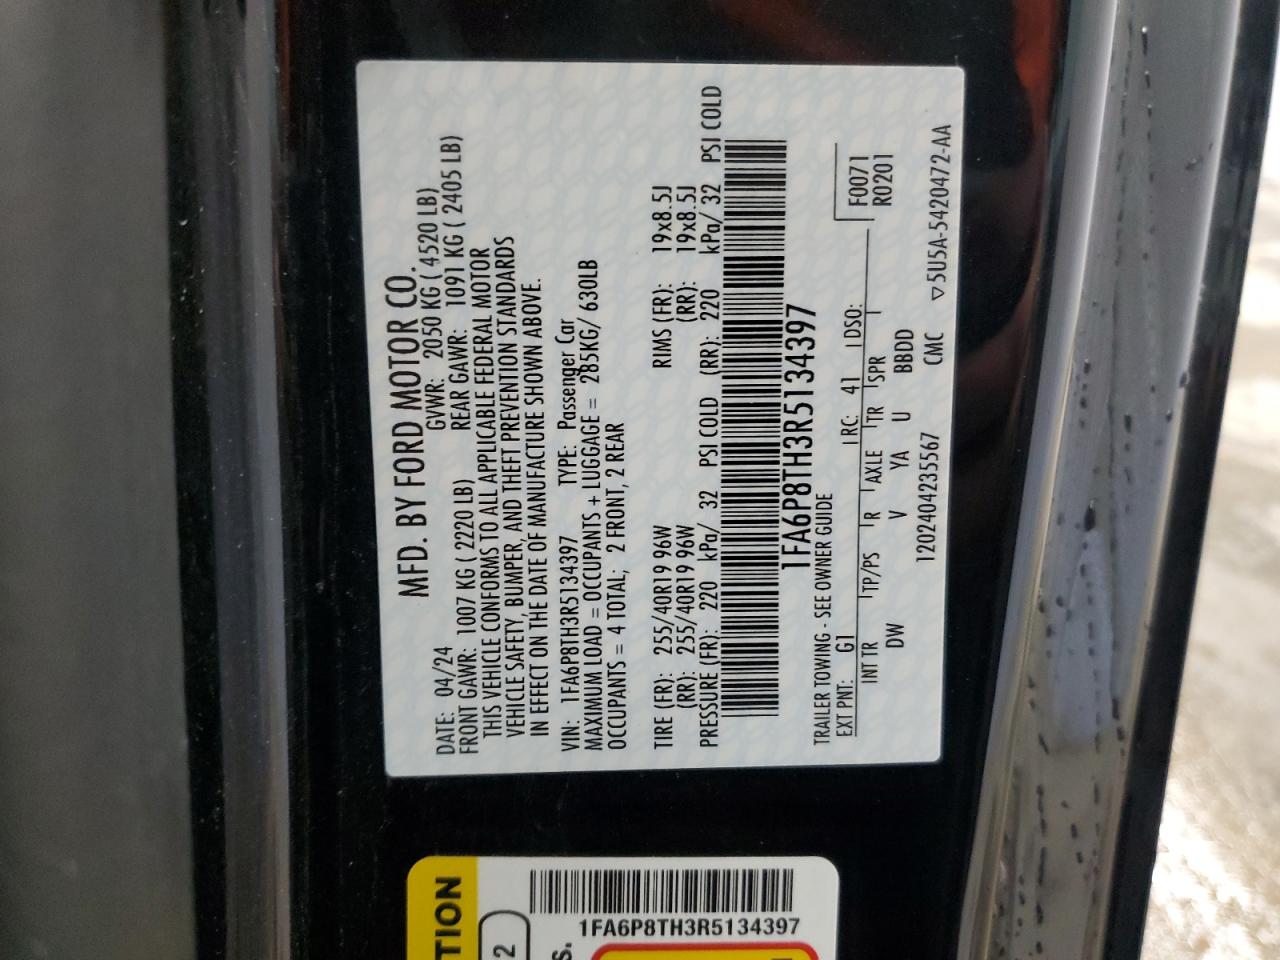 MFD. BY FORD MOTOR CO.
DATE: 04/24 GVWR: 2050 KG ( 4520 LB)
FRONT GAWR: 1007 KG ( 2220 LB) REAR GAWR: 1091 KG ( 2405 LB)
THIS VEHICLE CONFORMS TO ALL APPLICABLE FEDERAL MOTOR
VEHICLE SAFETY, BUMPER, AND THEFT PREVENTION STANDARDS
IN EFFECT ON THE DATE OF MANUFACTURE SHOWN ABOVE.
VIN: 1FA6P8TH3R5134397 TYPE: Passenger Car
MAXIMUM LOAD = OCCUPANTS + LUGGAGE = 285KG/ 630LB
OCCUPANTS = 4 TOTAL; 2 FRONT, 2 REAR
TIRE (FR): 255/40R19 96W RIMS (FR): 19x8.5J
(RR): 255/40R19 96W (RR): 19x8.5J
PRESSURE (FR): 220 kPa/ 32 PSI COLD (RR): 220 kPa/ 32 PSI COLD
1FA6P8TH3R5134397
TRAILER TOWING - SEE OWNER GUIDE
EXT PNT: G1 RC: 41 DSO: F0071
INT TR TP/PS R AXLE TR SPR R0201
DW V YA U BBDD
1202404235567 CMC ▽5U5A-5420472-AA
TION
2
1FA6P8TH3R5134397